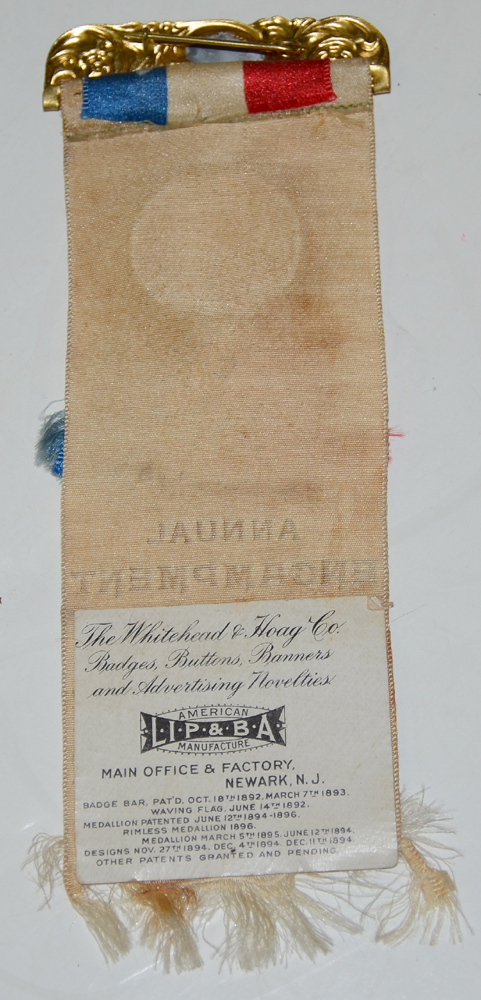 ANNUAL
ENCAMPMENT
The Whitehead & Hoag Co.
Badges, Buttons, Banners
and Advertising Novelties.
AMERICAN
L·I·P·&·B·A
MANUFACTURE
MAIN OFFICE & FACTORY,
NEWARK, N. J.
BADGE BAR, PAT'D. OCT. 18TH 1892. MARCH 7TH 1893.
WAVING FLAG, JUNE 14TH 1892.
MEDALLION PATENTED JUNE 12TH 1894-1896.
RIMLESS MEDALLION 1896.
MEDALLION MARCH 5TH 1895. JUNE 12TH 1894.
DESIGNS NOV. 27TH 1894. DEC. 4TH 1894. DEC. 11TH 1894.
OTHER PATENTS GRANTED AND PENDING.